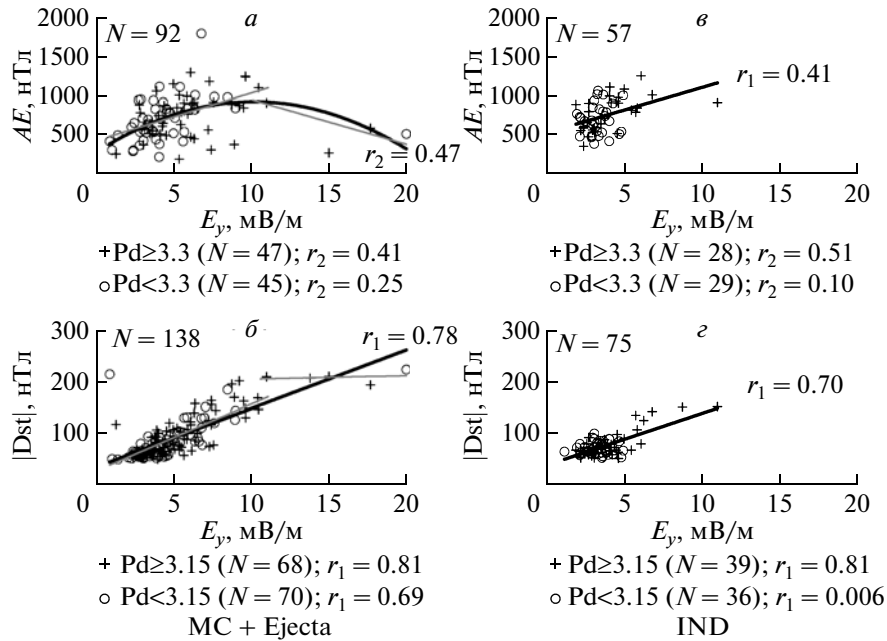 а
N = 92
2000
1500
1000
500
0
5
10
15
20
AE, нТл
r₂ = 0.47
E_y, мВ/м
+Pd≥3.3 (N = 47); r₂ = 0.41
○Pd<3.3 (N = 45); r₂ = 0.25
в
N = 57
2000
1500
1000
500
0
5
10
15
20
AE, нТл
r₁ = 0.41
E_y, мВ/м
+Pd≥3.3 (N = 28); r₂ = 0.51
○Pd<3.3 (N = 29); r₂ = 0.10
б
N = 138
300
200
100
0
5
10
15
20
|Dst|, нТл
r₁ = 0.78
E_y, мВ/м
+ Pd≥3.15 (N = 68); r₁ = 0.81
○ Pd<3.15 (N = 70); r₁ = 0.69
MC + Ejecta
г
N = 75
300
200
100
0
5
10
15
20
|Dst|, нТл
r₁ = 0.70
E_y, мВ/м
+ Pd≥3.15 (N = 39); r₁ = 0.81
○ Pd<3.15 (N = 36); r₁ = 0.006
IND